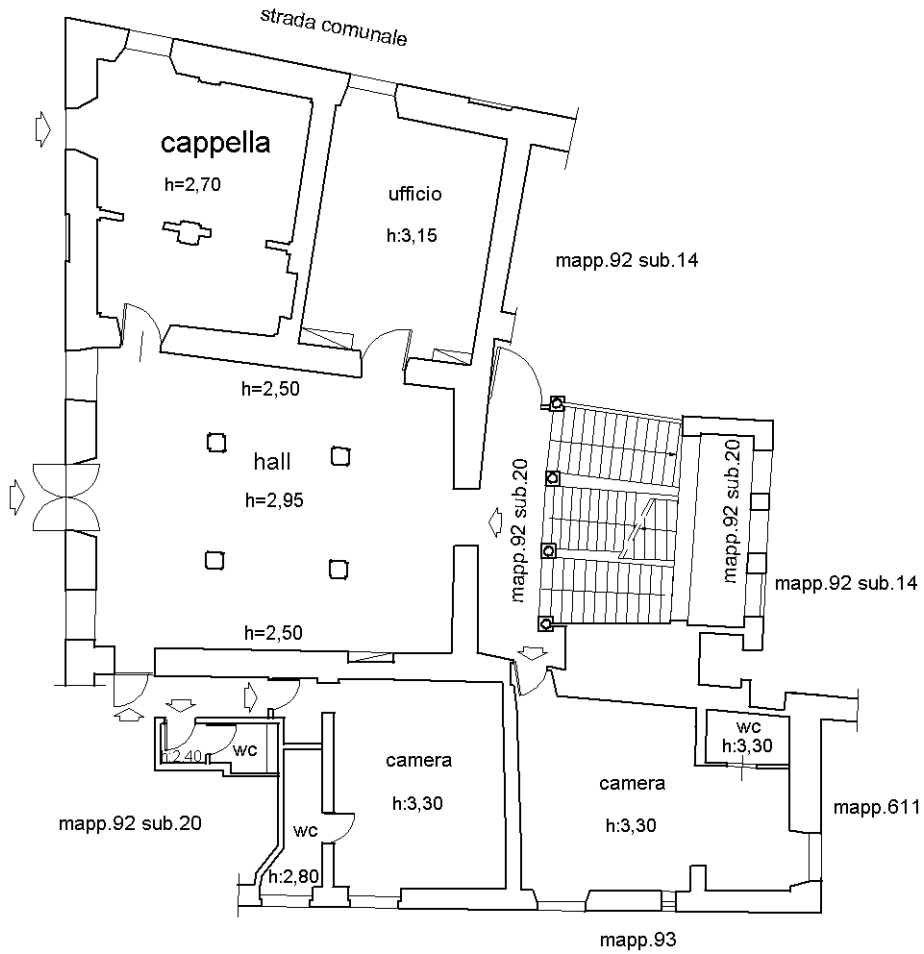 strada comunale
cappella
h=2,70
ufficio
h:3,15
mapp.92 sub.14
h=2,50
hall
h=2,95
h=2,50
mapp.92 sub.20
mapp.92 sub.20
mapp.92 sub.14
wc
h:2,40
wc
h:3,30
camera
h:3,30
camera
h:3,30
mapp.611
mapp.92 sub.20
wc
h:2,80
mapp.93